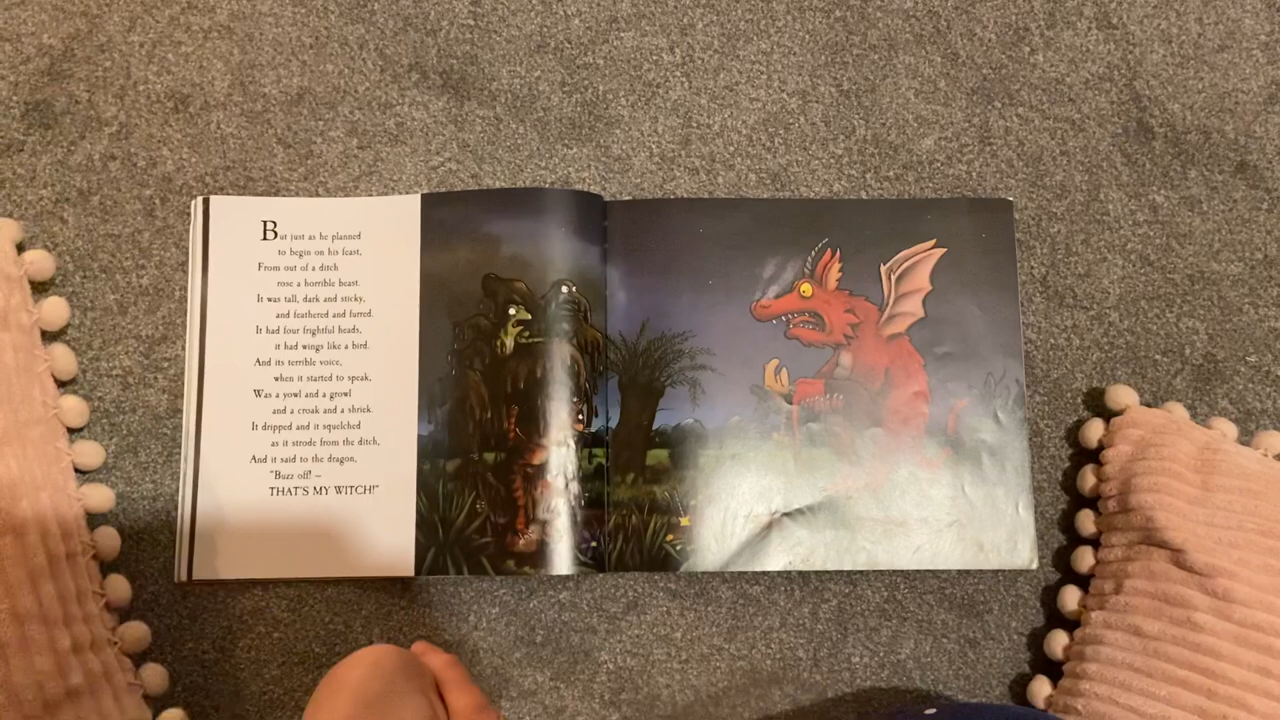 But just as he planned
to begin on his feast,
From out of a ditch
rose a horrible beast.
It was tall, dark and sticky,
and feathered and furred.
It had four frightful heads,
it had wings like a bird.
And its terrible voice,
when it started to speak,
Was a yowl and a growl
and a croak and a shriek.
It dripped and it squelched
as it strode from the ditch,
And it said to the dragon,
"Buzz off! –
THAT'S MY WITCH!"